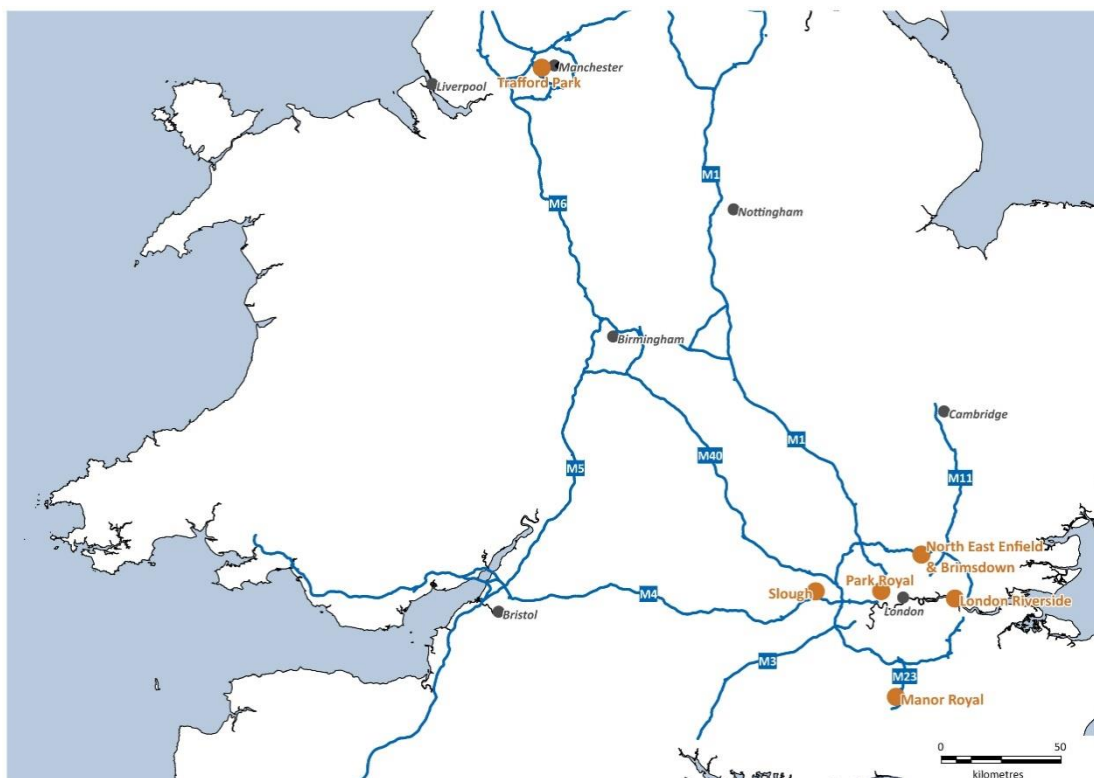 Manchester
Trafford Park
Liverpool
M1
M6
Nottingham
Birmingham
Cambridge
M1
M40
M5
M11
North East Enfield
& Brimsdown
Park Royal
Slough
M4
London
London Riverside
Bristol
M3
M23
Manor Royal
0 50
kilometres